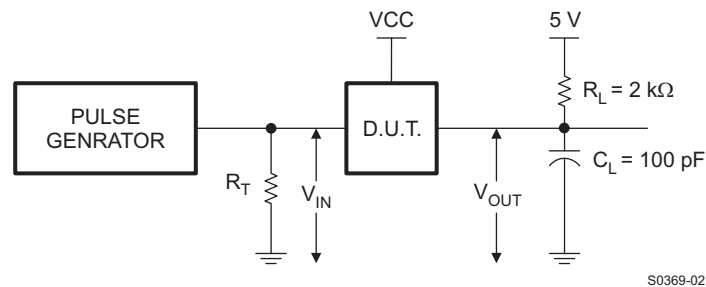 VCC
5 V
PULSE
GENRATOR
D.U.T.
R_L = 2 kΩ
C_L = 100 pF
R_T
V_IN
V_OUT
S0369-02